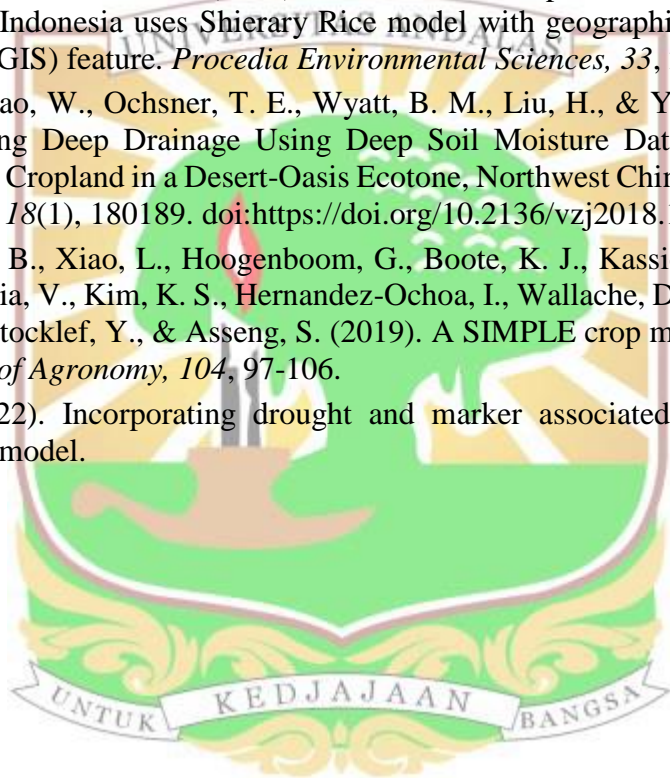 Indonesia uses Shierary Rice model with geographi
GIS) feature. Procedia Environmental Sciences, 33,
ao, W., Ochsner, T. E., Wyatt, B. M., Liu, H., & Y
ng Deep Drainage Using Deep Soil Moisture Dat
Cropland in a Desert-Oasis Ecotone, Northwest Chin
18(1), 180189. doi:https://doi.org/10.2136/vzj2018.
B., Xiao, L., Hoogenboom, G., Boote, K. J., Kassi
ia, V., Kim, K. S., Hernandez-Ochoa, I., Wallache, D
tocklef, Y., & Asseng, S. (2019). A SIMPLE crop m
of Agronomy, 104, 97-106.
22). Incorporating drought and marker associated
model.
UNIVERSITAS ANDALAS
UNTUK KEDJAJAAN BANGSA